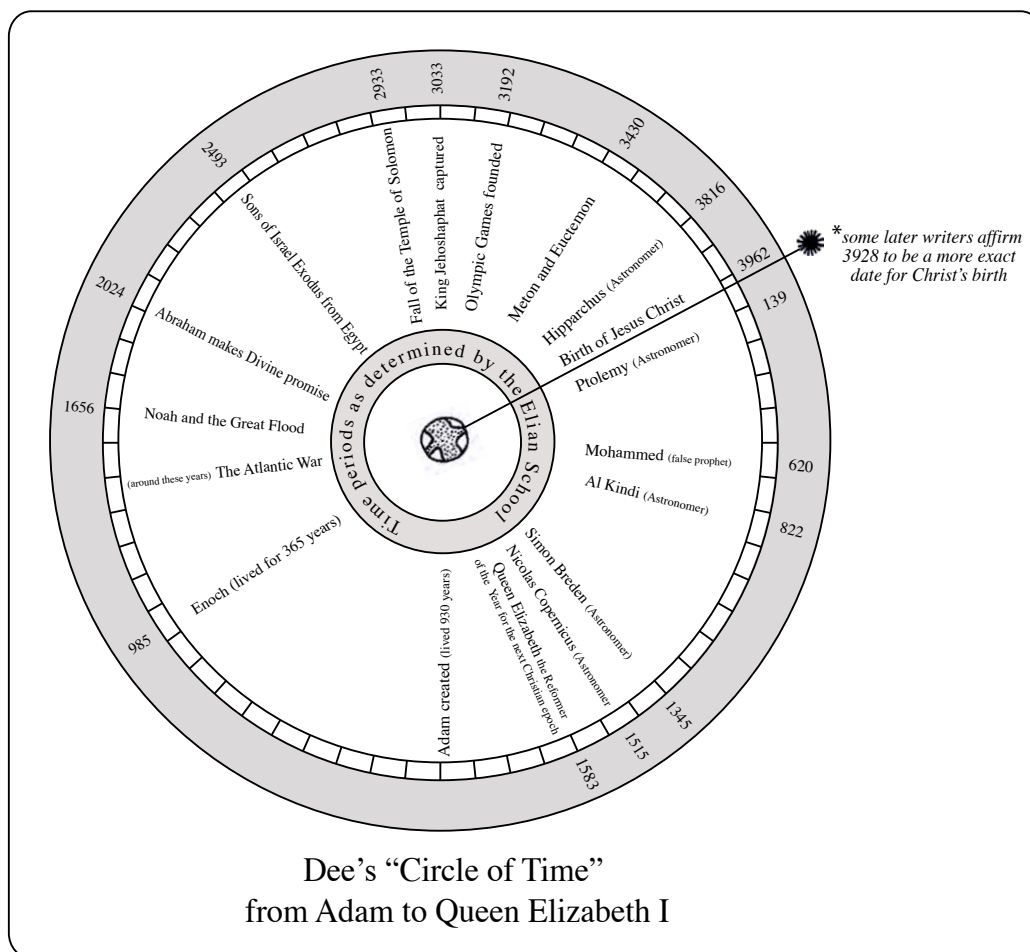 2933
3033
3192
3430
3816
3962
139
620
822
1345
1515
1583
985
1656
2024
2493
Adam created (lived 930 years)
Enoch (lived for 365 years)
(around these years) The Atlantic War
Noah and the Great Flood
Abraham makes Divine promise
Sons of Israel Exodus from Egypt
Fall of the Temple of Solomon
King Jehoshaphat captured
Olympic Games founded
Meton and Euctemon
Hipparchus (Astronomer)
Birth of Jesus Christ
Ptolemy (Astronomer)
Mohammed (false prophet)
Al Kindi (Astronomer)
Simon Breden (Astronomer)
Nicolas Copernicus (Astronomer
Queen Elizabeth the Reformer
of the Year for the next Christian epoch
Time periods as determined by the Elian School
*some later writers affirm
3928 to be a more exact
date for Christ's birth
Dee's “Circle of Time”
from Adam to Queen Elizabeth I